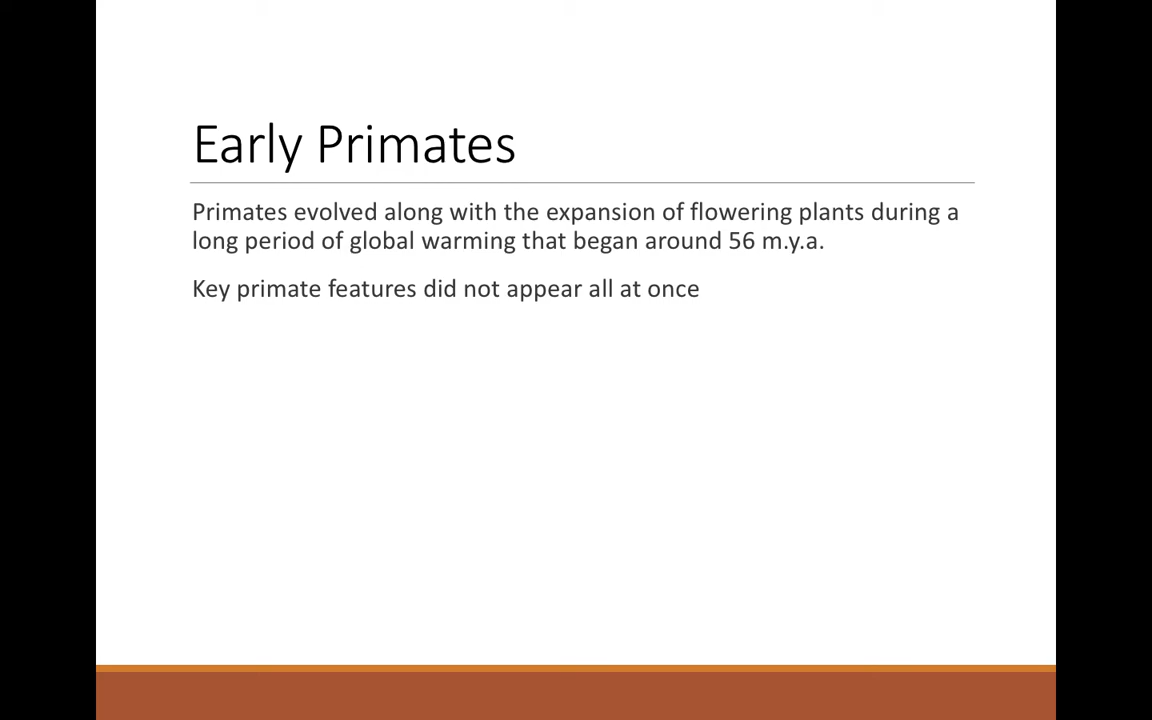 Early Primates
Primates evolved along with the expansion of flowering plants during a
long period of global warming that began around 56 m.y.a.
Key primate features did not appear all at once